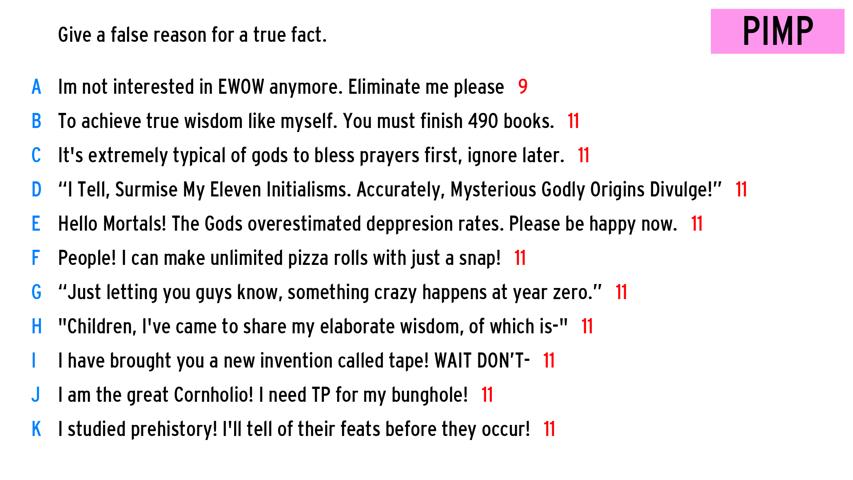 Give a false reason for a true fact.
PIMP
A Im not interested in EWOW anymore. Eliminate me please 9
B To achieve true wisdom like myself. You must finish 490 books. 11
C It's extremely typical of gods to bless prayers first, ignore later. 11
D “I Tell, Surmise My Eleven Initialisms. Accurately, Mysterious Godly Origins Divulge!” 11
E Hello Mortals! The Gods overestimated deppresion rates. Please be happy now. 11
F People! I can make unlimited pizza rolls with just a snap! 11
G “Just letting you guys know, something crazy happens at year zero.” 11
H "Children, I've came to share my elaborate wisdom, of which is-" 11
I I have brought you a new invention called tape! WAIT DON’T- 11
J I am the great Cornholio! I need TP for my bunghole! 11
K I studied prehistory! I'll tell of their feats before they occur! 11